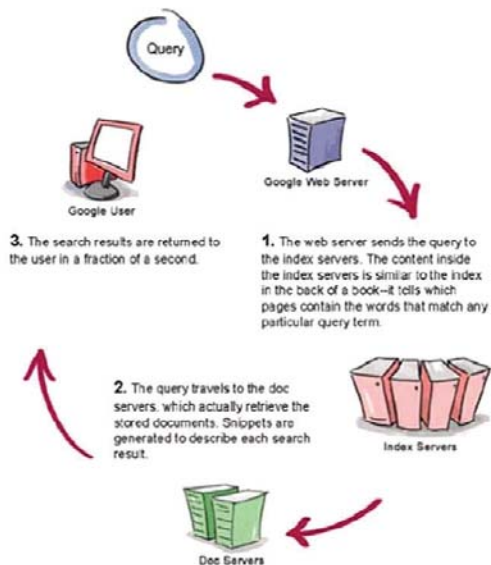 Query
Google Web Server
Google User
3. The search results are returned to
the user in a fraction of a second.
1. The web server sends the query to
the index servers. The content inside
the index servers is similar to the index
in the back of a book--it tells which
pages contain the words that match any
particular query term.
2. The query travels to the doc
servers, which actually retrieve the
stored documents. Snippets are
generated to describe each search
result.
Index Servers
Doc Servers